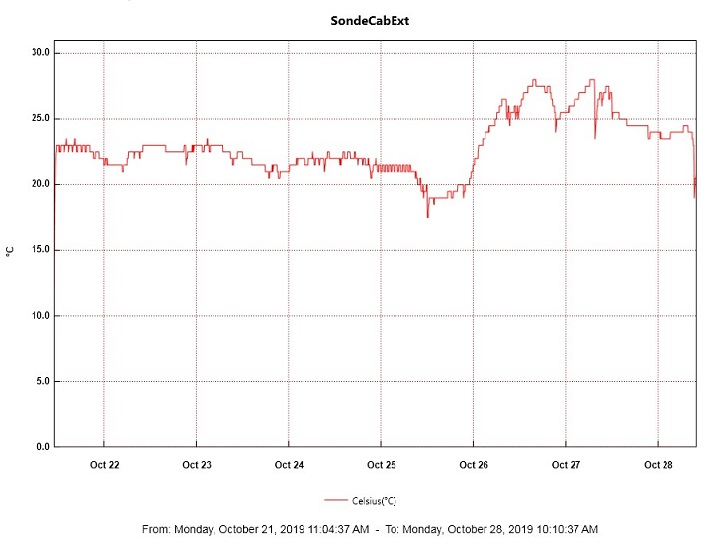 SondeCabExt
30.0
25.0
20.0
15.0
10.0
5.0
0.0
°C
Oct 22 Oct 23 Oct 24 Oct 25 Oct 26 Oct 27 Oct 28
Celsius(°C)
From: Monday, October 21, 2019 11:04:37 AM - To: Monday, October 28, 2019 10:10:37 AM